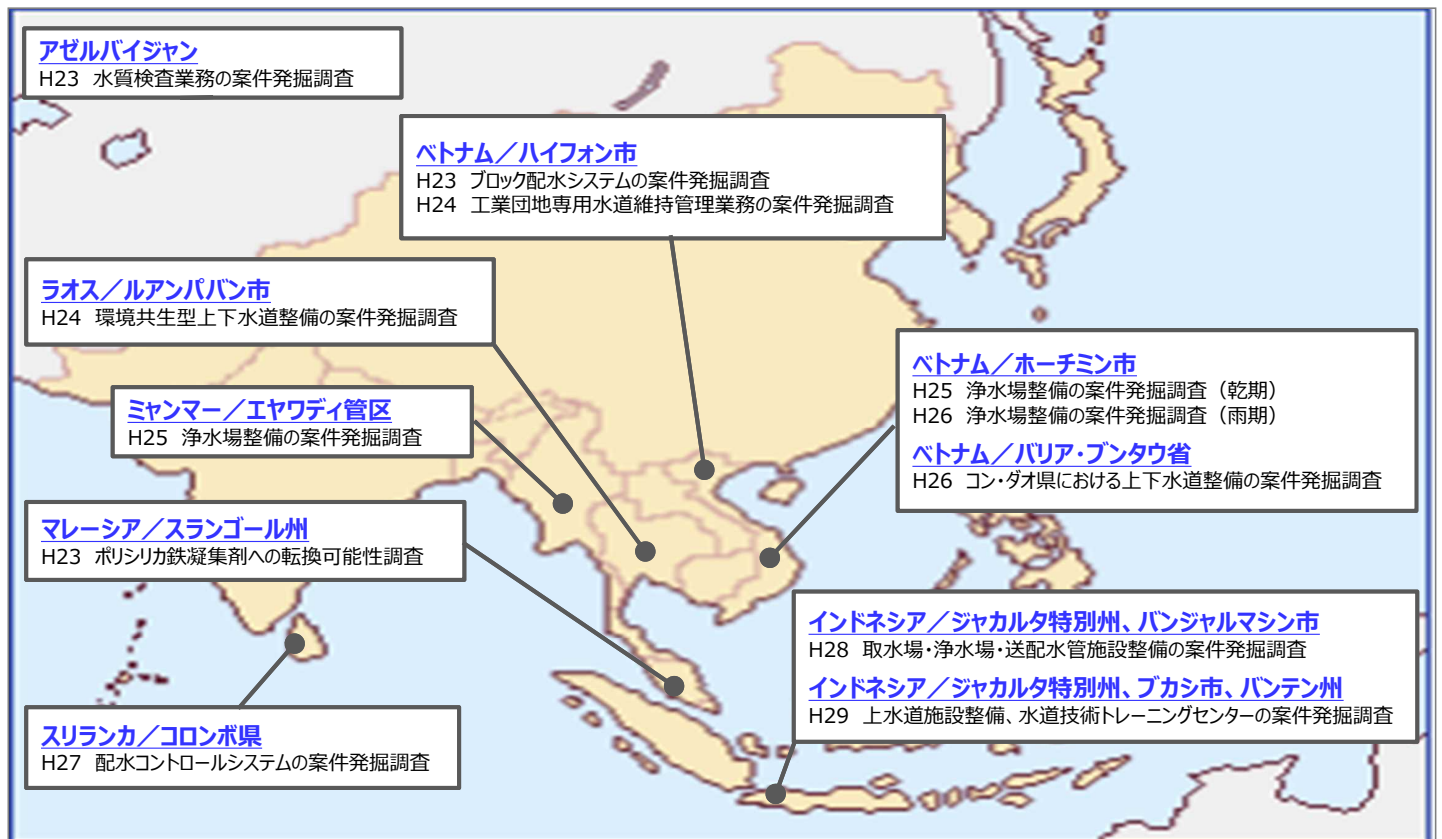 アゼルバイジャン
H23 水質検査業務の案件発掘調査
ベトナム／ハイフォン市
H23 ブロック配水システムの案件発掘調査
H24 工業団地専用水道維持管理業務の案件発掘調査
ラオス／ルアンパバン市
H24 環境共生型上下水道整備の案件発掘調査
ベトナム／ホーチミン市
H25 浄水場整備の案件発掘調査（乾期）
H26 浄水場整備の案件発掘調査（雨期）
ベトナム／バリア・ブンタウ省
H26 コン・ダオ県における上下水道整備の案件発掘調査
ミャンマー／エヤワディ管区
H25 浄水場整備の案件発掘調査
マレーシア／スランゴール州
H23 ポリシリカ鉄凝集剤への転換可能性調査
インドネシア／ジャカルタ特別州、バンジャルマシン市
H28 取水場・浄水場・送配水管施設整備の案件発掘調査
インドネシア／ジャカルタ特別州、ブカシ市、バンテン州
H29 上水道施設整備、水道技術トレーニングセンターの案件発掘調査
スリランカ／コロンボ県
H27 配水コントロールシステムの案件発掘調査